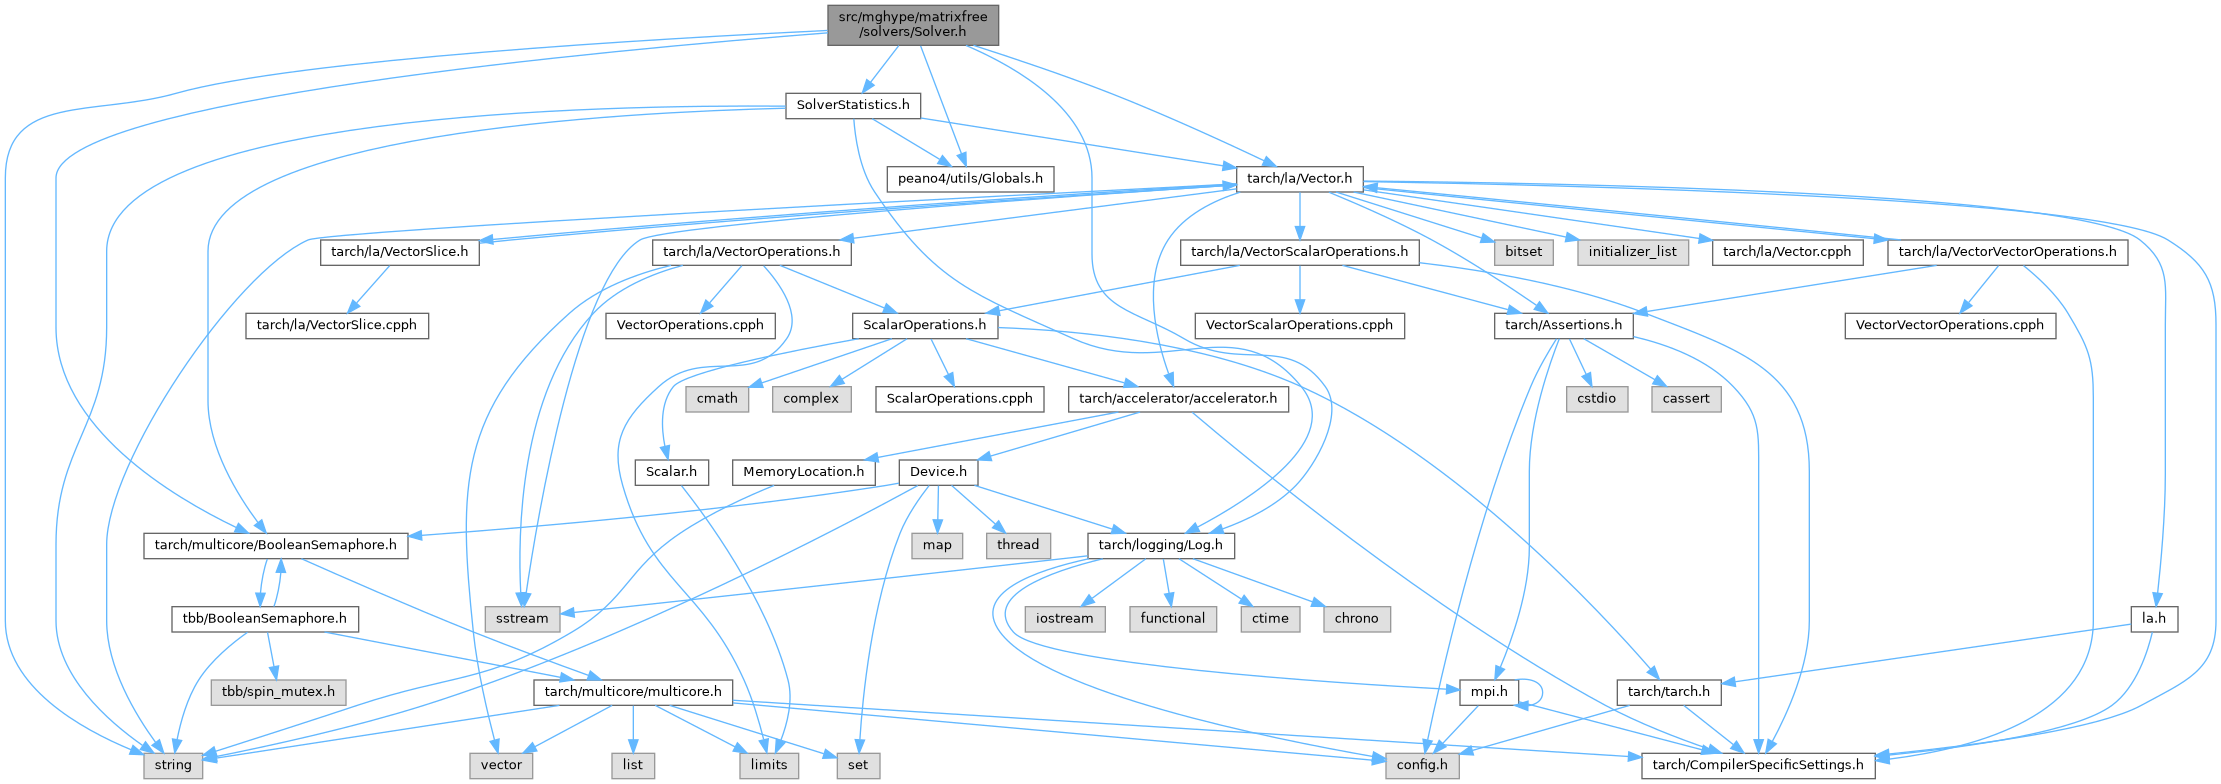 src/mghype/matrixfree
/solvers/Solver.h
SolverStatistics.h
peano4/utils/Globals.h
tarch/la/Vector.h
tarch/la/VectorSlice.h
tarch/la/VectorOperations.h
tarch/la/VectorScalarOperations.h
bitset
initializer_list
tarch/la/Vector.cpph
tarch/la/VectorVectorOperations.h
tarch/la/VectorSlice.cpph
VectorOperations.cpph
ScalarOperations.h
VectorScalarOperations.cpph
tarch/Assertions.h
VectorVectorOperations.cpph
cmath
complex
ScalarOperations.cpph
tarch/accelerator/accelerator.h
cstdio
cassert
Scalar.h
MemoryLocation.h
Device.h
tarch/multicore/BooleanSemaphore.h
map
thread
tarch/logging/Log.h
tbb/BooleanSemaphore.h
sstream
iostream
functional
ctime
chrono
la.h
tbb/spin_mutex.h
tarch/multicore/multicore.h
mpi.h
tarch/tarch.h
string
vector
list
limits
set
config.h
tarch/CompilerSpecificSettings.h